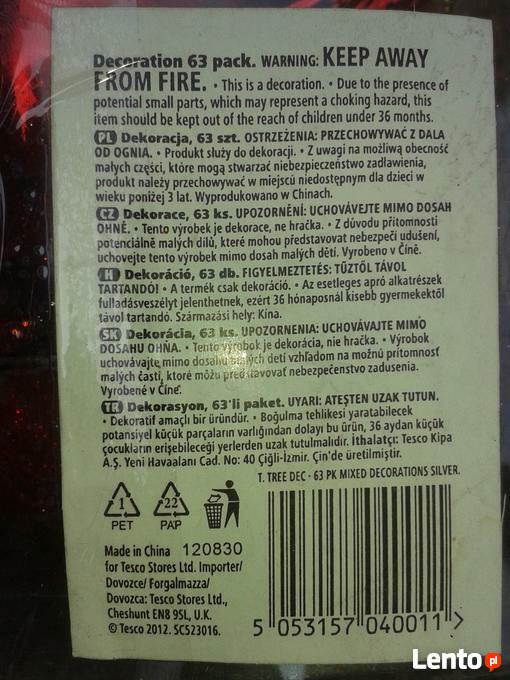 Decoration 63 pack. WARNING: KEEP AWAY
FROM FIRE. • This is a decoration. • Due to the presence of
potential small parts, which may represent a choking hazard, this
item should be kept out of the reach of children under 36 months.
PL Dekoracja, 63 szt. OSTRZEŻENIA: PRZECHOWYWAĆ Z DALA
OD OGNIA. • Produkt służy do dekoracji. • Z uwagi na możliwą obecność
małych części, które mogą stwarzać niebezpieczeństwo zadławienia,
produkt należy przechowywać w miejscu niedostępnym dla dzieci w
wieku poniżej 3 lat. Wyprodukowano w Chinach.
CZ Dekorace, 63 ks. UPOZORNĚNÍ: UCHOVÁVEJTE MIMO DOSAH
OHNĚ. • Tento výrobek je dekorace, ne hračka. • Z důvodu přítomnosti
potenciálně malých dílů, které mohou představovat nebezpečí udušení,
uchovejte tento výrobek mimo dosah malých dětí. Vyrobeno v Číně.
H Dekoráció, 63 db. FIGYELMEZTETÉS: TŰZTŐL TÁVOL
TARTANDÓ! • A termék csak dekoráció. • Az esetleges apró alkatrészek
fulladásveszélyt jelenthetnek, ezért 36 hónaposnál kisebb gyermekektől
távol tartandó. Származási hely: Kína.
SK Dekorácia, 63 ks. UPOZORNENIA: UCHOVÁVAJTE MIMO
DOSAHU OHŇA. • Tento výrobok je dekorácia, nie hračka. • Výrobok
uchovávajte mimo dosahu malých detí vzhľadom na možnú prítomnosť
malých častí, ktoré môžu predstavovať nebezpečenstvo zadusenia.
Vyrobené v Číne.
TR Dekorasyon, 63'li paket. UYARI: ATEŞTEN UZAK TUTUN.
• Dekoratif amaçlı bir üründür. • Boğulma tehlikesi yaratabilecek
potansiyel küçük parçaların varlığından dolayı bu ürün, 36 aydan küçük
çocukların erişebileceği yerlerden uzak tutulmalıdır. İthalatçı: Tesco Kipa
A.Ş. Yeni Havaalanı Cad. No: 40 Çiğli-İzmir. Çin'de üretilmiştir.
T. TREE DEC - 63 PK MIXED DECORATIONS SILVER.
1 22
PET PAP
Made in China 120830
for Tesco Stores Ltd. Importer/
Dovozce/ Forgalmazza/
Dovozca: Tesco Stores Ltd.,
Cheshunt EN8 9SL, U.K.
© Tesco 2012. SC523016.
5 053157 040011 >
Lento.pl